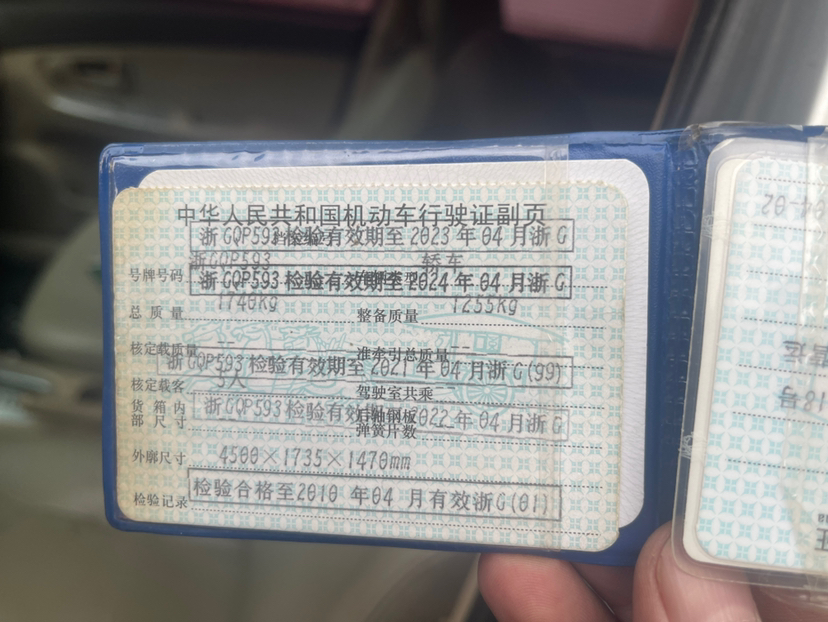 中华人民共和国机动车行驶证副页
浙GQP593检验有效期至2023年04月浙G
浙GQP593 轿车
号牌号码
浙GQP593检验有效期至2024年04月浙G
总质量 1740Kg 整备质量 1255Kg
核定载质量 -- 准牵引总质量 --
浙GQP593检验有效期至2021年04月浙G(99)
核定载客 5人 驾驶室共乘 --
货箱内部尺寸 后轴钢板弹簧片数
浙GQP593检验有效期至2022年04月浙G
外廓尺寸 4500×1735×1470mm
检验记录 检验合格至2010年04月有效浙G(01)
04-02
18号